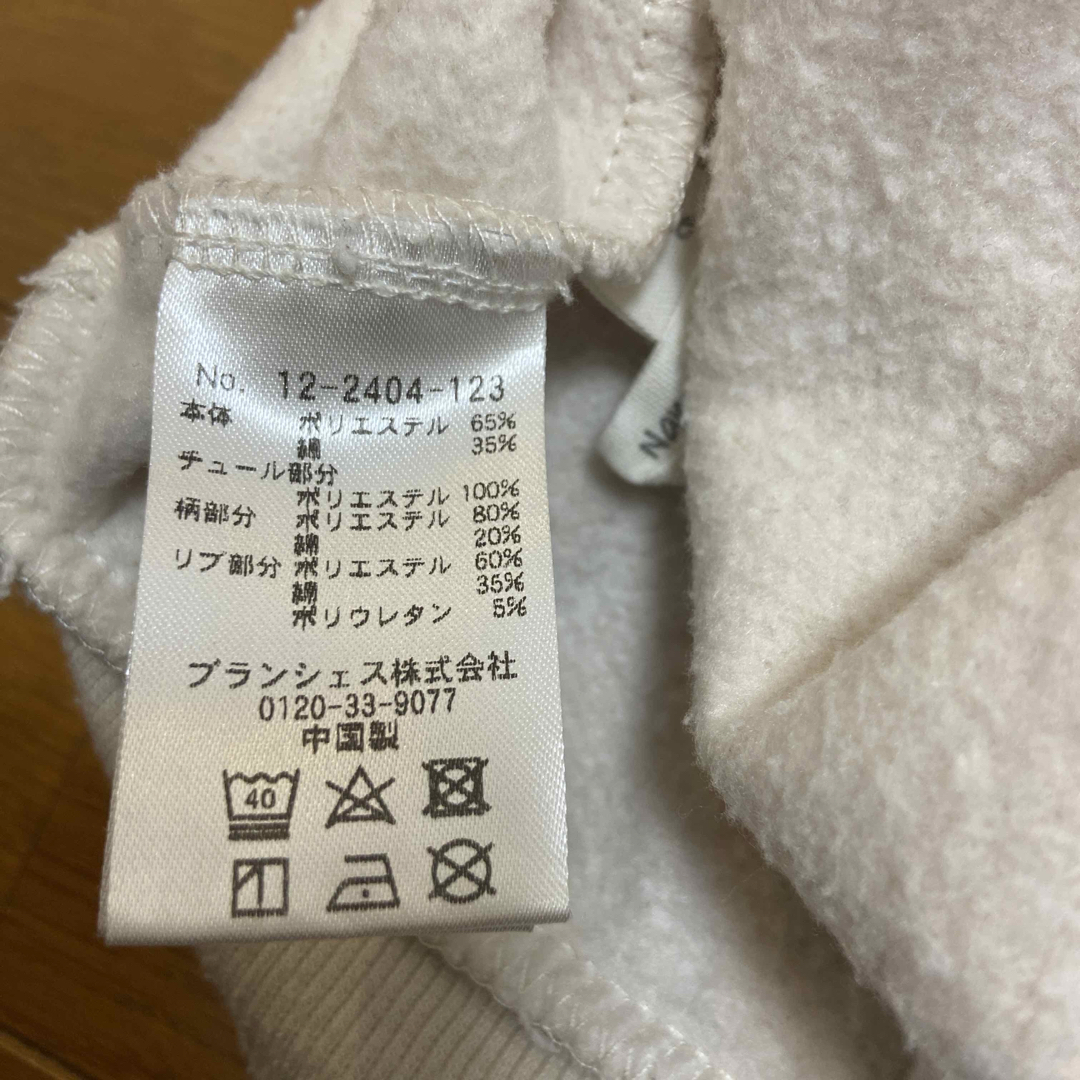 No. 12-2404-123
本体 ポリエステル 65%
綿 35%
チュール部分
ポリエステル 100%
柄部分 ポリエステル 80%
綿 20%
リブ部分 ポリエステル 60%
綿 35%
ポリウレタン 5%
ブランシェス株式会社
0120-33-9077
中国製
40